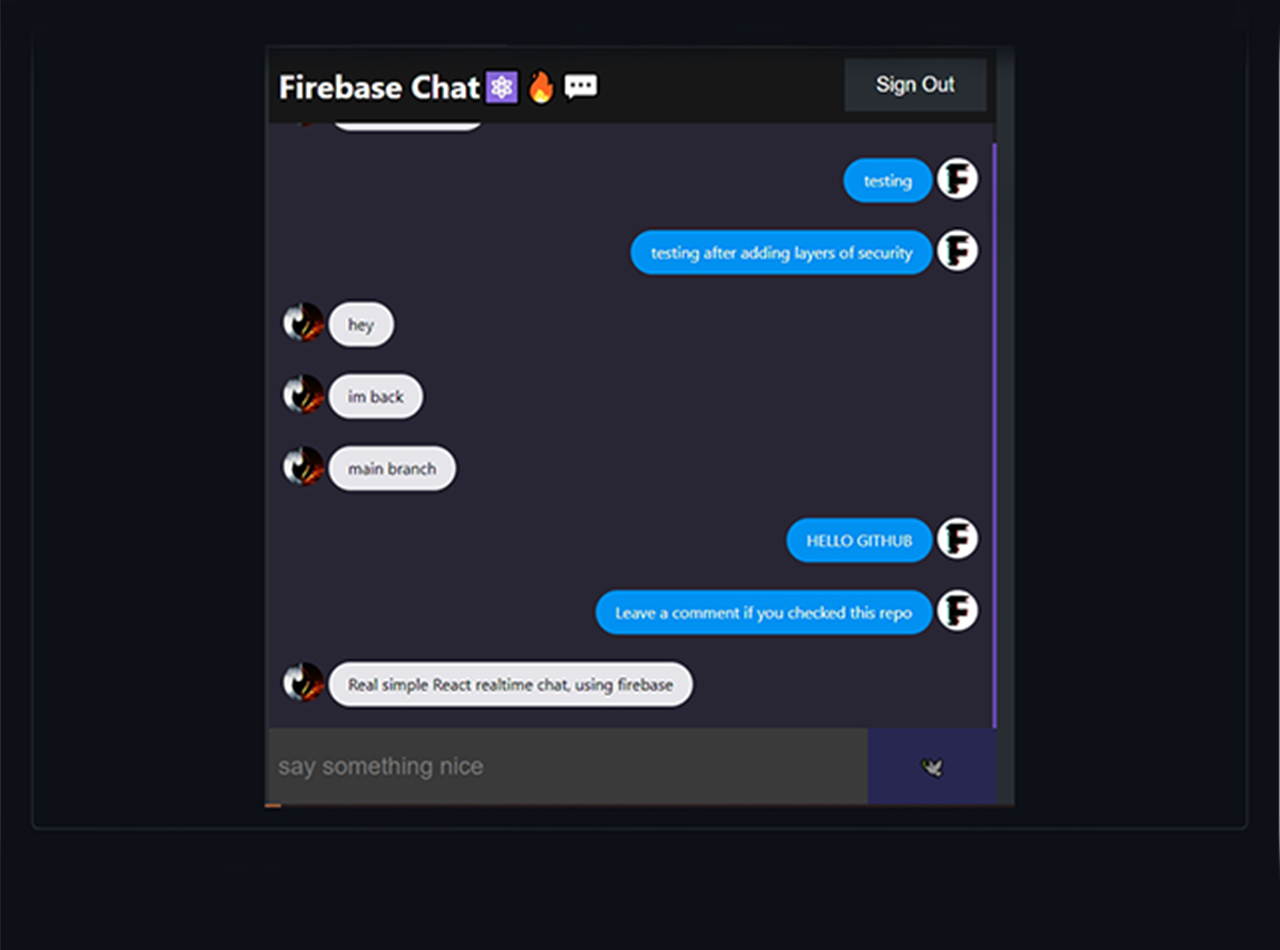 Firebase Chat⚛️🔥💬
Sign Out
testing
F
testing after adding layers of security
F
hey
im back
main branch
HELLO GITHUB
F
Leave a comment if you checked this repo
F
Real simple React realtime chat, using firebase
say something nice